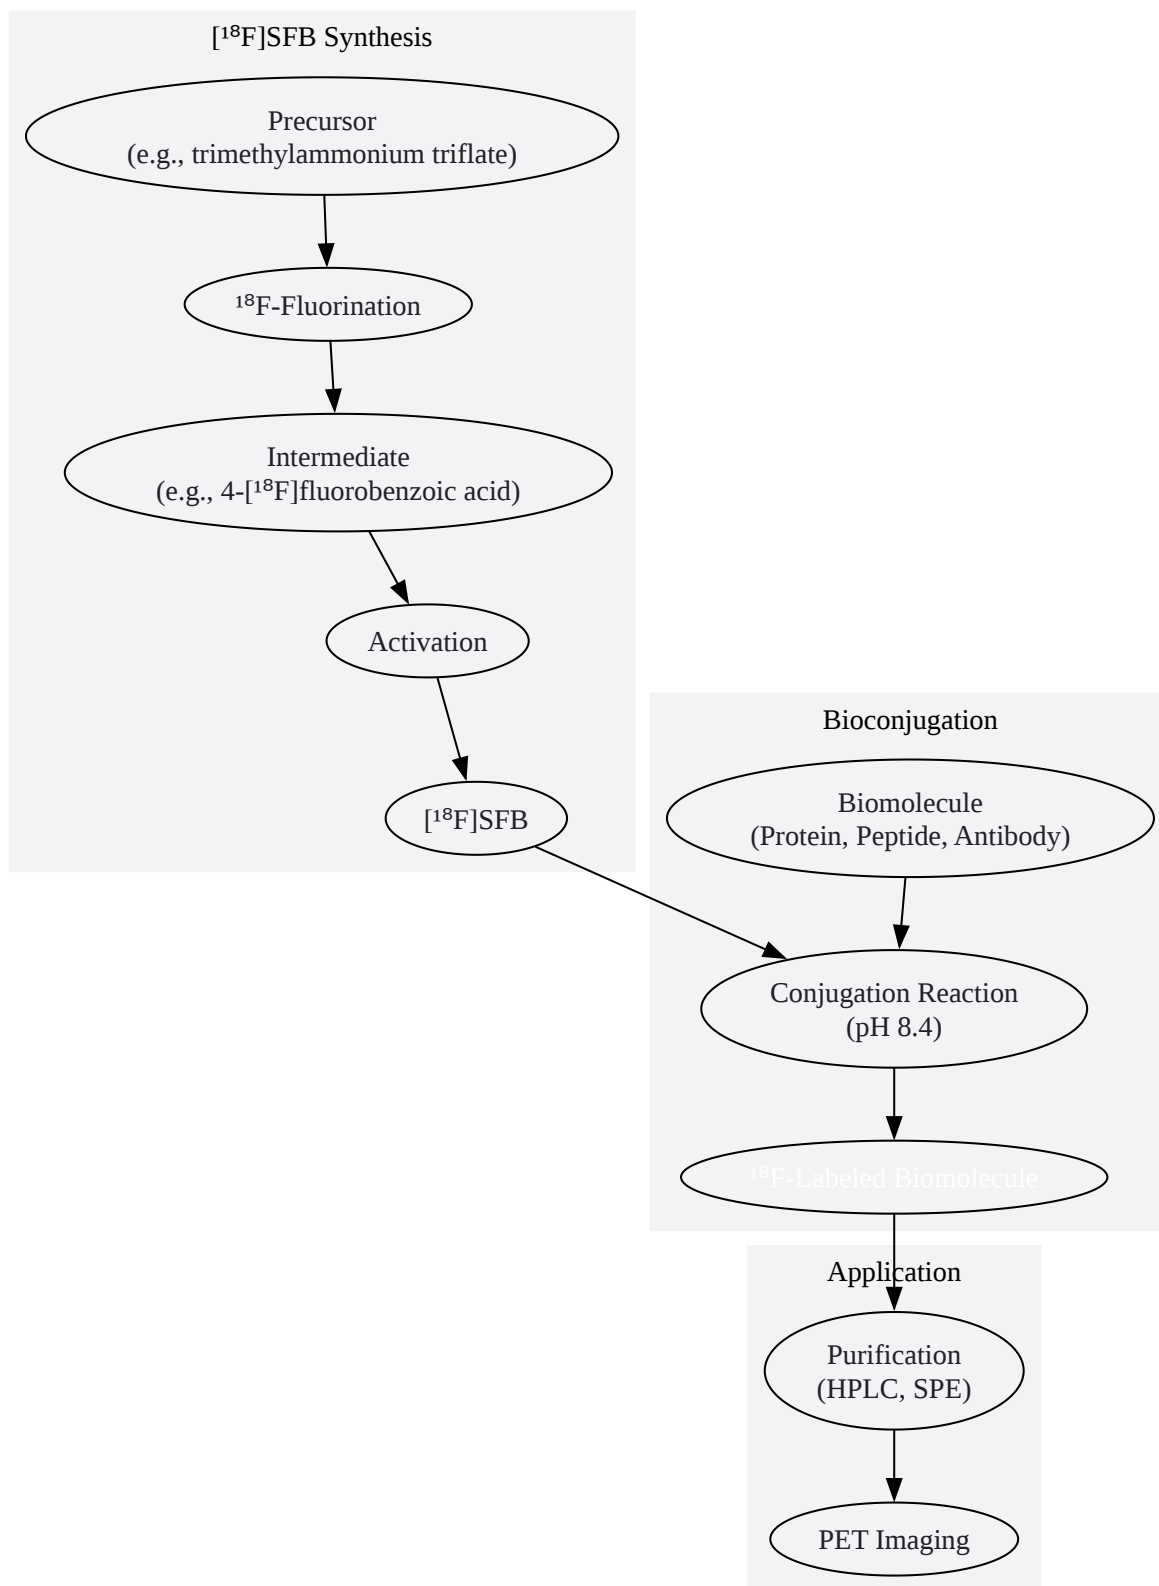 [¹⁸F]SFB Synthesis
Precursor
(e.g., trimethylammonium triflate)
¹⁸F-Fluorination
Intermediate
(e.g., 4-[¹⁸F]fluorobenzoic acid)
Activation
[¹⁸F]SFB
Bioconjugation
Biomolecule
(Protein, Peptide, Antibody)
Conjugation Reaction
(pH 8.4)
¹⁸F-Labeled Biomolecule
Application
Purification
(HPLC, SPE)
PET Imaging